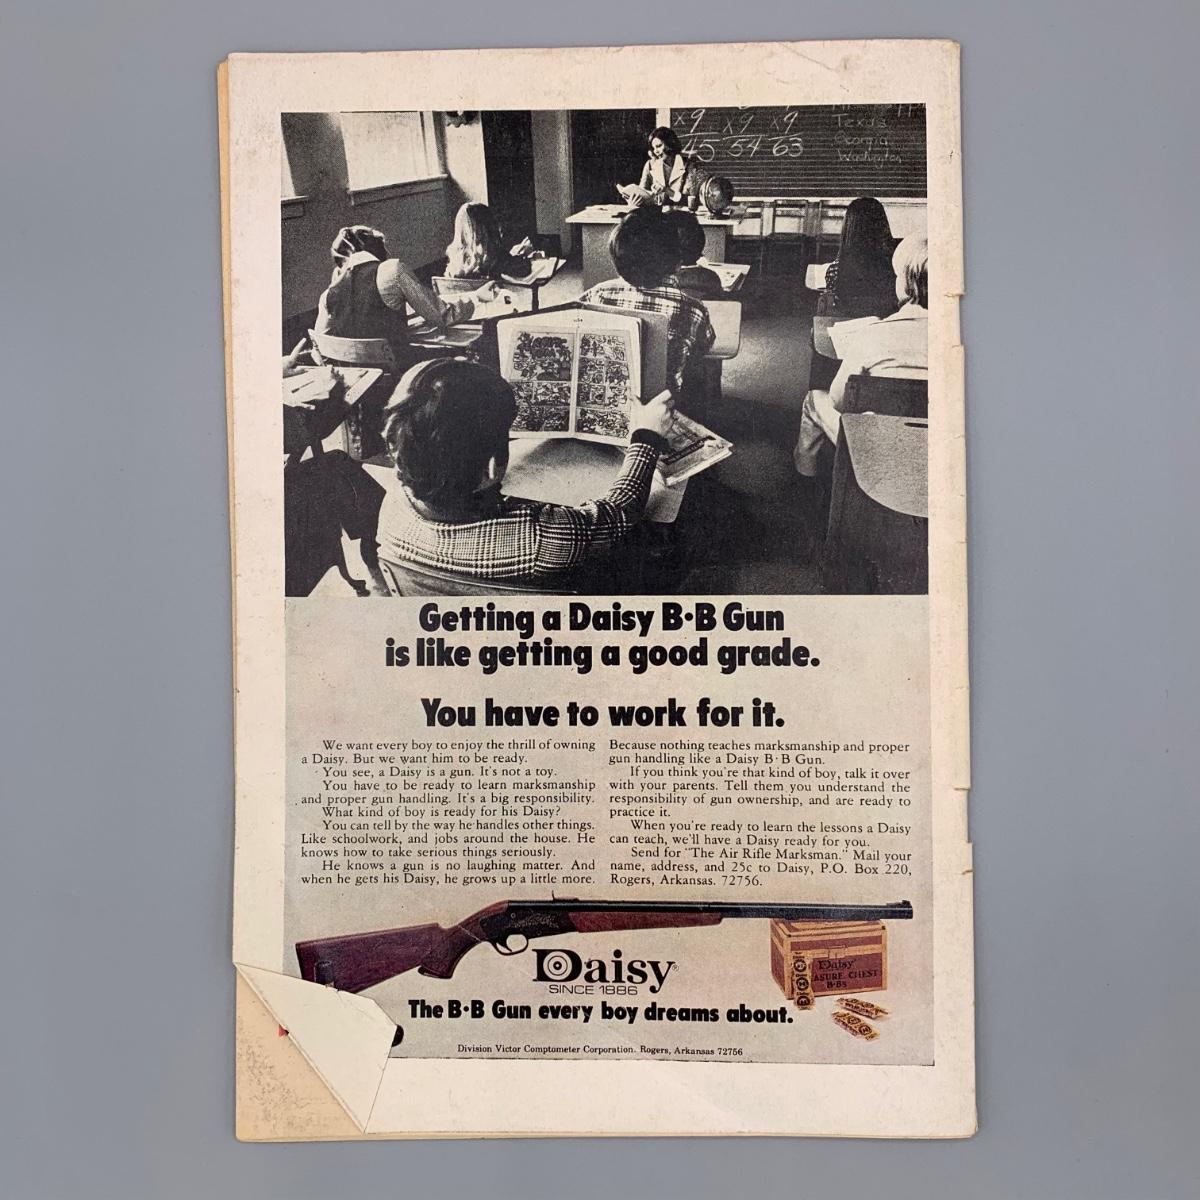 x9 x9 x9
45 54 63
Texas
Georgia
Washington
Getting a Daisy B·B Gun
is like getting a good grade.
You have to work for it.
We want every boy to enjoy the thrill of owning
a Daisy. But we want him to be ready.
You see, a Daisy is a gun. It's not a toy.
You have to be ready to learn marksmanship
and proper gun handling. It's a big responsibility.
What kind of boy is ready for his Daisy?
You can tell by the way he handles other things.
Like schoolwork, and jobs around the house. He
knows how to take serious things seriously.
He knows a gun is no laughing matter. And
when he gets his Daisy, he grows up a little more.
Because nothing teaches marksmanship and proper
gun handling like a Daisy B·B Gun.
If you think you're that kind of boy, talk it over
with your parents. Tell them you understand the
responsibility of gun ownership, and are ready to
practice it.
When you're ready to learn the lessons a Daisy
can teach, we'll have a Daisy ready for you.
Send for "The Air Rifle Marksman." Mail your
name, address, and 25c to Daisy, P.O. Box 220,
Rogers, Arkansas. 72756.
Daisy®
SINCE 1886
Daisy
ASURE CHEST
B·Bs
The B·B Gun every boy dreams about.
Division Victor Comptometer Corporation. Rogers, Arkansas 72756